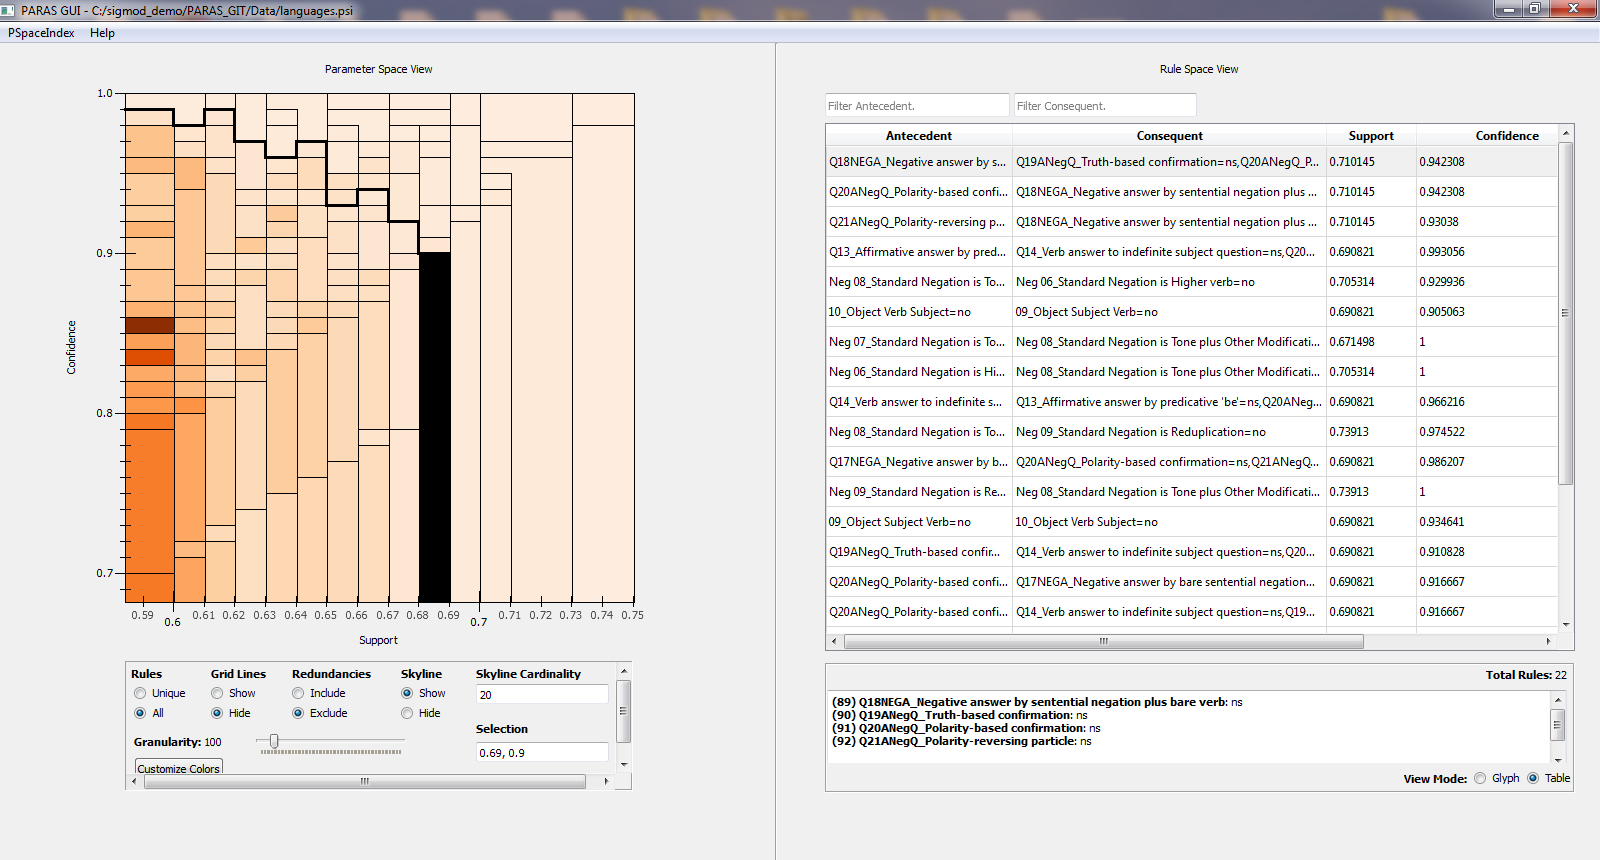 PARAS GUI - C:/sigmod_demo/PARAS_GIT/Data/languages.psi
PSpaceIndex Help
Parameter Space View
1.0
0.9
0.8
0.7
Confidence
0.59 0.61 0.62 0.63 0.64 0.65 0.66 0.67 0.68 0.69 0.71 0.72 0.73 0.74 0.75
0.6 0.7
Support
Rules Grid Lines Redundancies Skyline Skyline Cardinality
Unique Show Include Show 20
All Hide Exclude Hide
Selection
Granularity: 100
0.69, 0.9
Customize Colors
Rule Space View
Filter Antecedent. Filter Consequent.
Antecedent Consequent Support Confidence
Q18NEGA_Negative answer by s... Q19ANegQ_Truth-based confirmation=ns,Q20ANegQ_P... 0.710145 0.942308
Q20ANegQ_Polarity-based confi... Q18NEGA_Negative answer by sentential negation plus ... 0.710145 0.942308
Q21ANegQ_Polarity-reversing p... Q18NEGA_Negative answer by sentential negation plus ... 0.710145 0.93038
Q13_Affirmative answer by pred... Q14_Verb answer to indefinite subject question=ns,Q20... 0.690821 0.993056
Neg 08_Standard Negation is To... Neg 06_Standard Negation is Higher verb=no 0.705314 0.929936
10_Object Verb Subject=no 09_Object Subject Verb=no 0.690821 0.905063
Neg 07_Standard Negation is To... Neg 08_Standard Negation is Tone plus Other Modificati... 0.671498 1
Neg 06_Standard Negation is Hi... Neg 08_Standard Negation is Tone plus Other Modificati... 0.705314 1
Q14_Verb answer to indefinite s... Q13_Affirmative answer by predicative 'be'=ns,Q20ANeg... 0.690821 0.966216
Neg 08_Standard Negation is To... Neg 09_Standard Negation is Reduplication=no 0.73913 0.974522
Q17NEGA_Negative answer by b... Q20ANegQ_Polarity-based confirmation=ns,Q21ANegQ... 0.690821 0.986207
Neg 09_Standard Negation is Re... Neg 08_Standard Negation is Tone plus Other Modificati... 0.73913 1
09_Object Subject Verb=no 10_Object Verb Subject=no 0.690821 0.934641
Q19ANegQ_Truth-based confir... Q14_Verb answer to indefinite subject question=ns,Q20... 0.690821 0.910828
Q20ANegQ_Polarity-based confi... Q17NEGA_Negative answer by bare sentential negation... 0.690821 0.916667
Q20ANegQ_Polarity-based confi... Q14_Verb answer to indefinite subject question=ns,Q19... 0.690821 0.916667
Total Rules: 22
(89) Q18NEGA_Negative answer by sentential negation plus bare verb: ns
(90) Q19ANegQ_Truth-based confirmation: ns
(91) Q20ANegQ_Polarity-based confirmation: ns
(92) Q21ANegQ_Polarity-reversing particle: ns
View Mode: Glyph Table